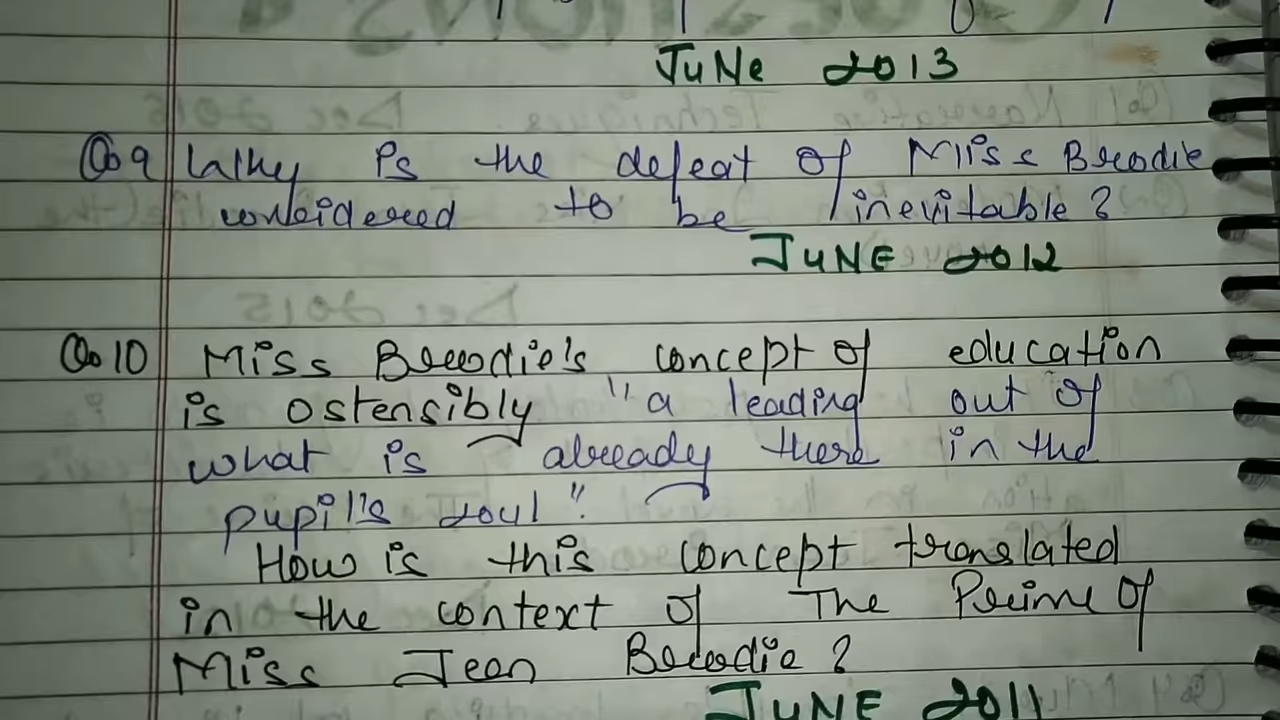 JuNe 2013
Q.9 Why is the defeat of Miss Brodie
considered to be inevitable?
JUNE 2012
Q.10 Miss Brodie's concept of education
is ostensibly "a leading out of
what is already there in the
pupil's soul".
How is this concept translated
in the context of The Prime Of
Miss Jean Brodie?
JUNE 2011